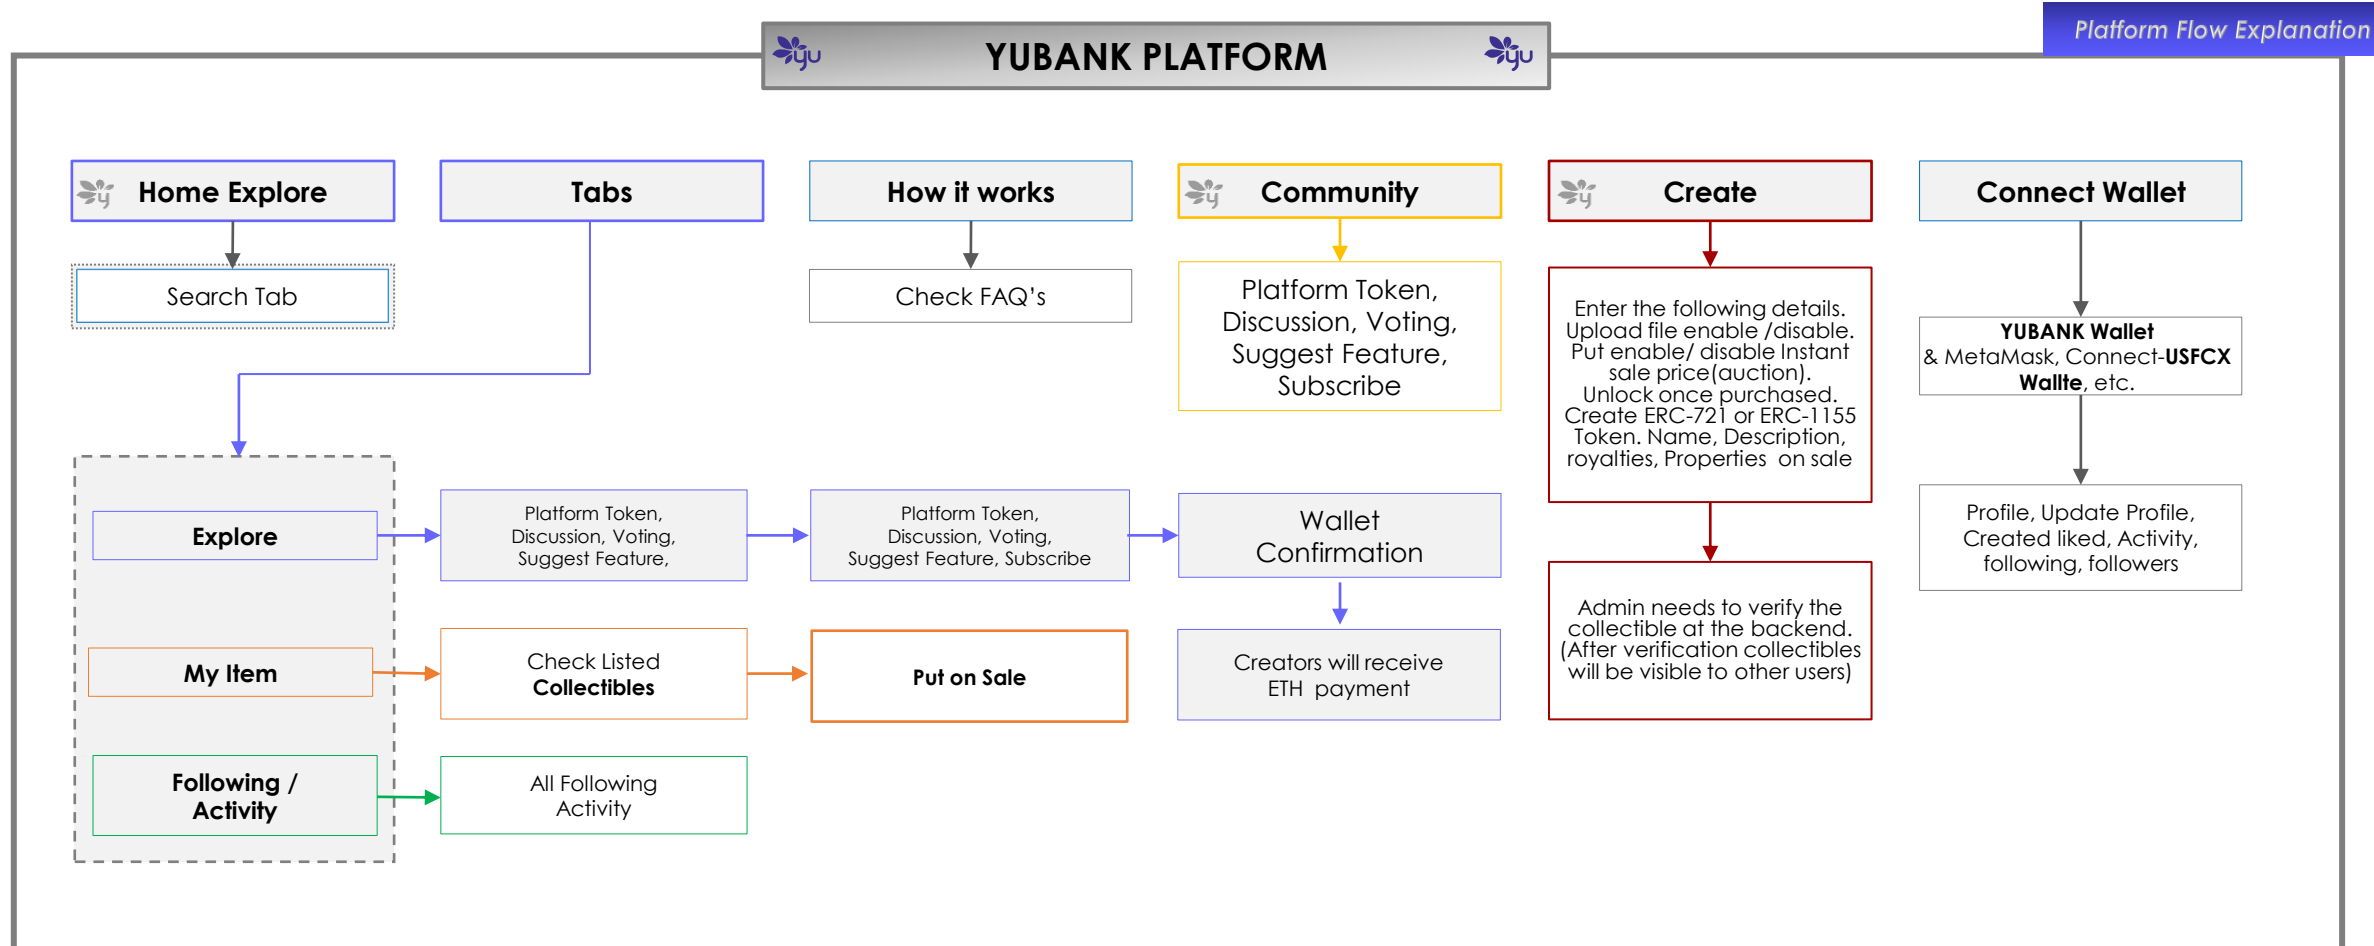 Platform Flow Explanation
yu
YUBANK PLATFORM
yu
y
Home Explore
Tabs
How it works
y
Community
y
Create
Connect Wallet
Search Tab
Check FAQ's
Platform Token,
Discussion, Voting,
Suggest Feature,
Subscribe
Enter the following details.
Upload file enable /disable.
Put enable/ disable Instant
sale price(auction).
Unlock once purchased.
Create ERC-721 or ERC-1155
Token. Name, Description,
royalties, Properties on sale
YUBANK Wallet
& MetaMask, Connect-USFCX
Wallte, etc.
Explore
Platform Token,
Discussion, Voting,
Suggest Feature,
Platform Token,
Discussion, Voting,
Suggest Feature, Subscribe
Wallet
Confirmation
Profile, Update Profile,
Created liked, Activity,
following, followers
Admin needs to verify the
collectible at the backend.
(After verification collectibles
will be visible to other users)
My Item
Check Listed
Collectibles
Put on Sale
Creators will receive
ETH payment
Following /
Activity
All Following
Activity